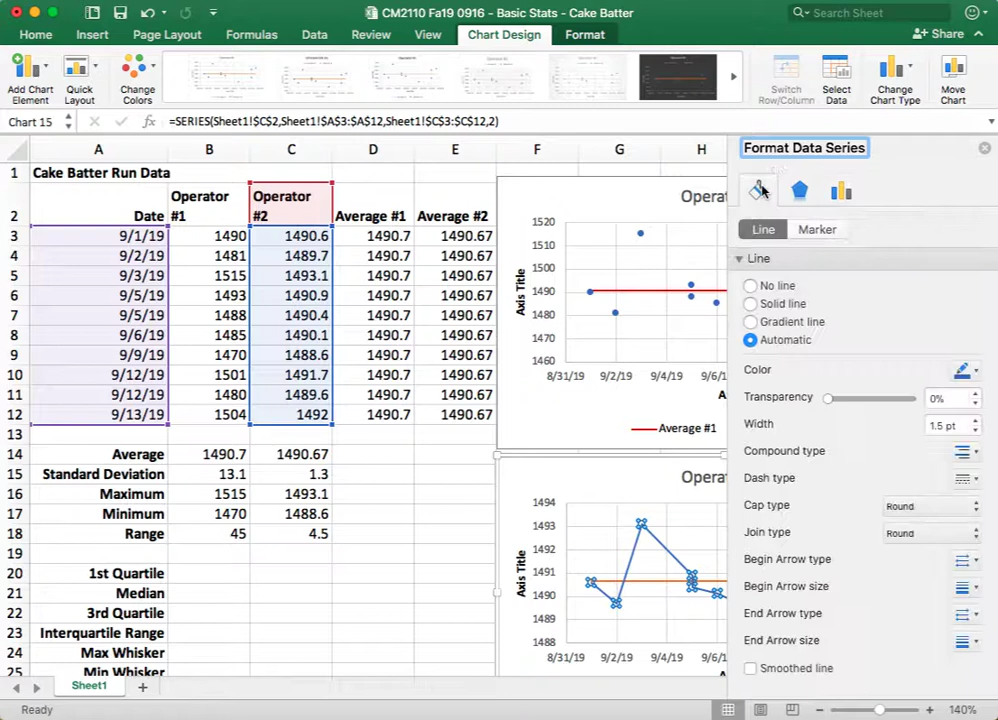 CM2110 Fa19 0916 - Basic Stats - Cake Batter
Search Sheet
Home Insert Page Layout Formulas Data Review View Chart Design Format Share
Add Chart Element
Quick Layout
Change Colors
Switch Row/Column
Select Data
Change Chart Type
Move Chart
Chart 15 fx =SERIES(Sheet1!$C$2,Sheet1!$A$3:$A$12,Sheet1!$C$3:$C$12,2)
A B C D E F G H
1 Cake Batter Run Data
2 Date Operator #1 Operator #2 Average #1 Average #2
3 9/1/19 1490 1490.6 1490.7 1490.67
4 9/2/19 1481 1489.7 1490.7 1490.67
5 9/3/19 1515 1493.1 1490.7 1490.67
6 9/5/19 1493 1490.9 1490.7 1490.67
7 9/5/19 1488 1490.4 1490.7 1490.67
8 9/6/19 1485 1490.1 1490.7 1490.67
9 9/9/19 1470 1488.6 1490.7 1490.67
10 9/12/19 1501 1491.7 1490.7 1490.67
11 9/12/19 1480 1489.6 1490.7 1490.67
12 9/13/19 1504 1492 1490.7 1490.67
13
14 Average 1490.7 1490.67
15 Standard Deviation 13.1 1.3
16 Maximum 1515 1493.1
17 Minimum 1470 1488.6
18 Range 45 4.5
19
20 1st Quartile
21 Median
22 3rd Quartile
23 Interquartile Range
24 Max Whisker
25 Min Whisker
Opera
1520
1510
1500
1490
1480
1470
1460
Axis Title
8/31/19 9/2/19 9/4/19 9/6/1
A
Average #1
Opera
1494
1493
1492
1491
1490
1489
1488
Axis Title
8/31/19 9/2/19 9/4/19 9/6/1
A
Format Data Series
Line Marker
Line
No line
Solid line
Gradient line
Automatic
Color
Transparency 0%
Width 1.5 pt
Compound type
Dash type
Cap type Round
Join type Round
Begin Arrow type
Begin Arrow size
End Arrow type
End Arrow size
Smoothed line
Sheet1
Ready 140%